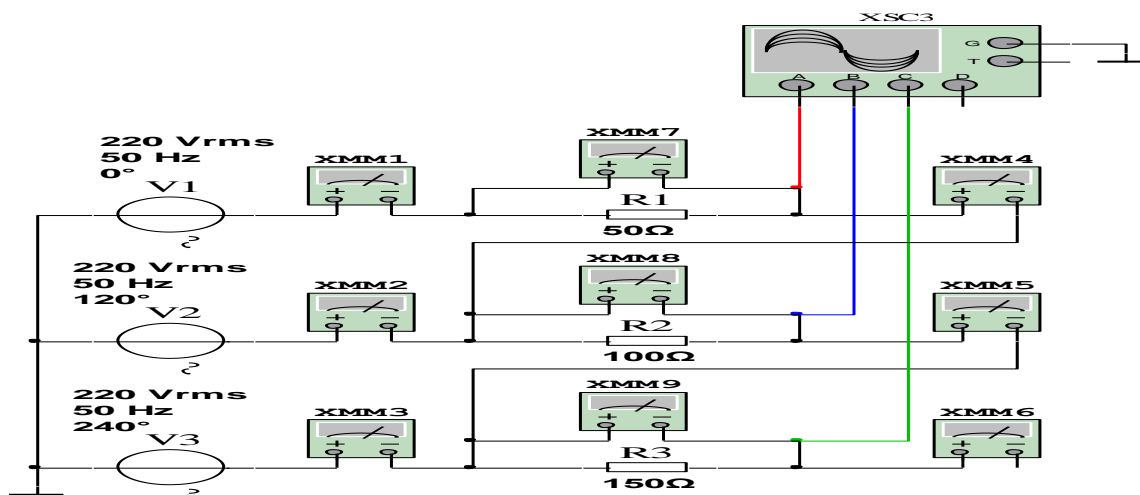 XSC3
G
T
A B C D
220 Vrms
50 Hz
0°
V1
XMM1
XMM7
XMM4
+ −
+ −
+ −
R1
50Ω
220 Vrms
50 Hz
120°
V2
XMM2
XMM8
XMM5
+ −
+ −
+ −
R2
100Ω
220 Vrms
50 Hz
240°
V3
XMM3
XMM9
XMM6
+ −
+ −
+ −
R3
150Ω